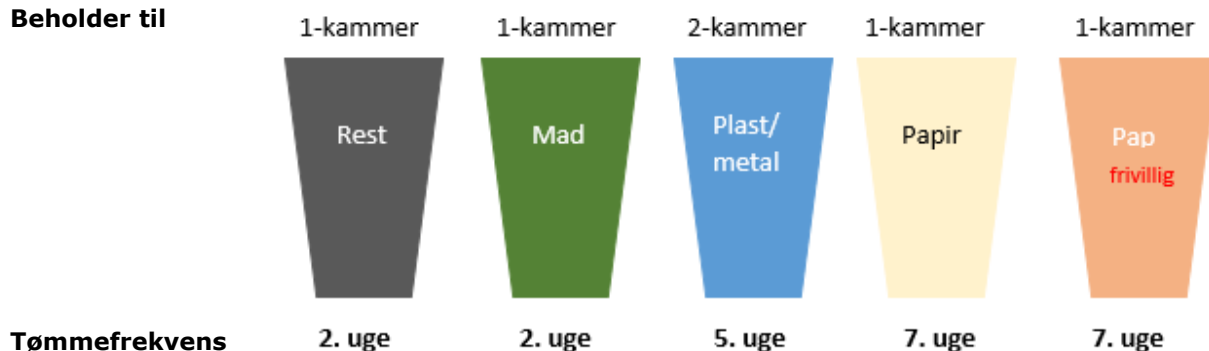 Beholder til
1-kammer 1-kammer 2-kammer 1-kammer 1-kammer
Rest
Mad
Plast/
metal
Papir
Pap
frivillig
Tømmefrekvens 2. uge 2. uge 5. uge 7. uge 7. uge